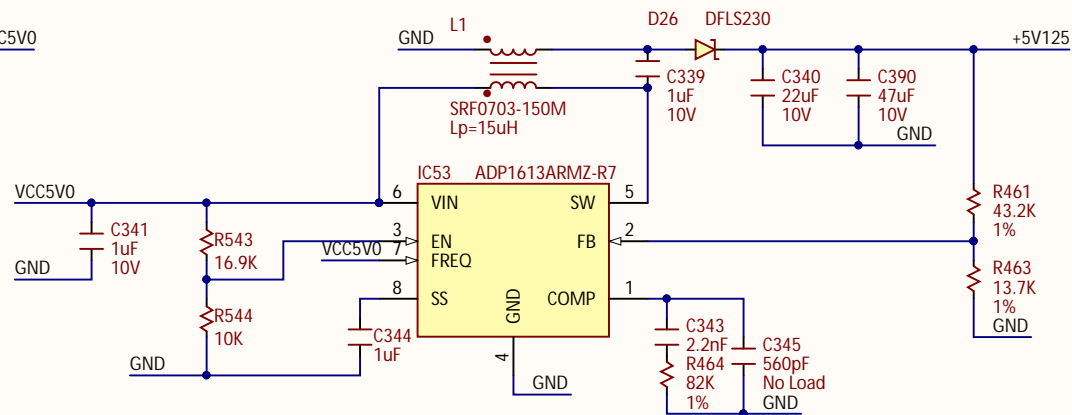 C5V0
GND
L1
SRF0703-150M
Lp=15uH
D26
DFLS230
C339
1uF
10V
C340
22uF
10V
C390
47uF
10V
GND
+5V125
VCC5V0
C341
1uF
10V
GND
R543
16.9K
R544
10K
GND
VCC5V0
IC53
ADP1613ARMZ-R7
6
VIN
SW
5
3
EN
FB
2
7
FREQ
8
SS
COMP
1
GND
4
GND
C344
1uF
C343
2.2nF
R464
82K
1%
C345
560pF
No Load
GND
R461
43.2K
1%
R463
13.7K
1%
GND